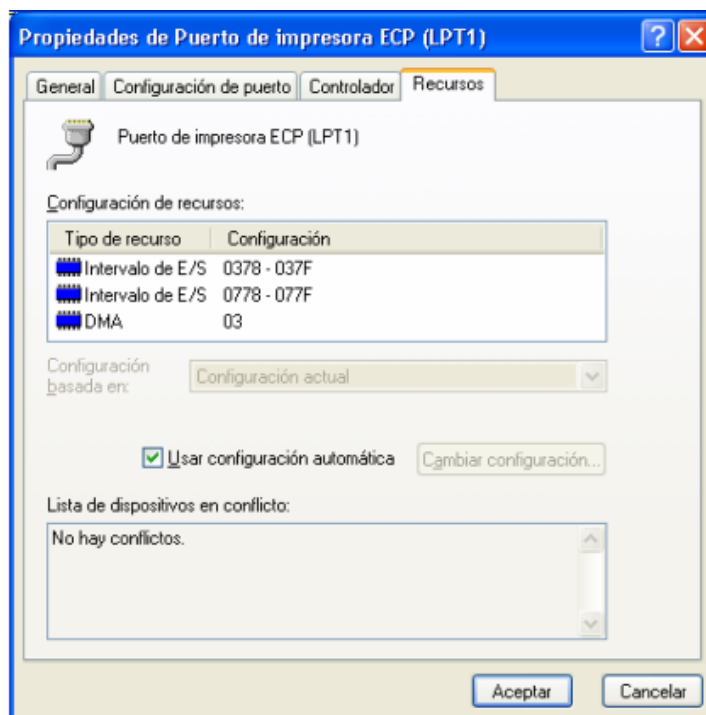 Propiedades de Puerto de impresora ECP (LPT1)
General Configuración de puerto Controlador Recursos
Puerto de impresora ECP (LPT1)
Configuración de recursos:
Tipo de recurso Configuración
Intervalo de E/S 0378 - 037F
Intervalo de E/S 0778 - 077F
DMA 03
Configuración
basada en: Configuración actual
Usar configuración automática Cambiar configuración...
Lista de dispositivos en conflicto:
No hay conflictos.
Aceptar Cancelar